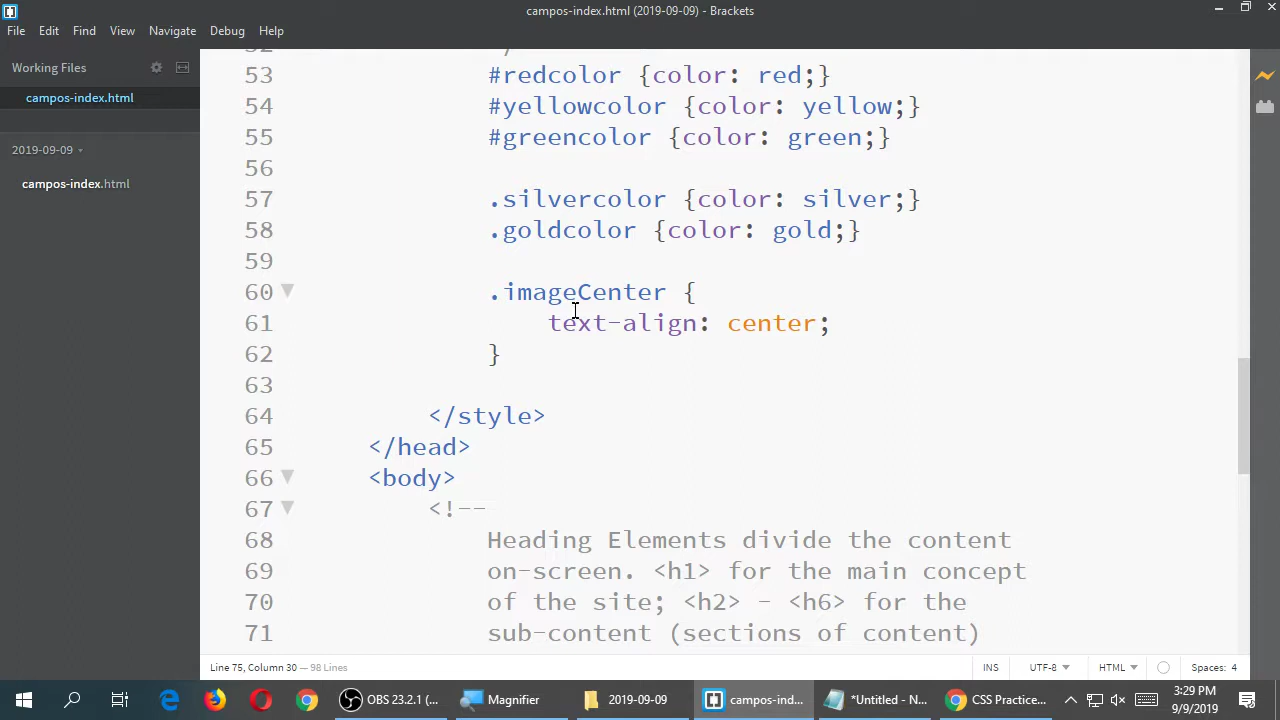 campos-index.html (2019-09-09) - Brackets
File Edit Find View Navigate Debug Help
Working Files
campos-index.html
2019-09-09
campos-index.html
53 #redcolor {color: red;}
54 #yellowcolor {color: yellow;}
55 #greencolor {color: green;}
56
57 .silvercolor {color: silver;}
58 .goldcolor {color: gold;}
59
60 .imageCenter {
61 text-align: center;
62 }
63
64 </style>
65 </head>
66 <body>
67 <!--
68 Heading Elements divide the content
69 on-screen. <h1> for the main concept
70 of the site; <h2> - <h6> for the
71 sub-content (sections of content)
Line 75, Column 30 — 98 Lines
INS UTF-8 HTML Spaces: 4
OBS 23.2.1 (... Magnifier 2019-09-09 campos-ind... *Untitled - N... CSS Practice...
3:29 PM
9/9/2019